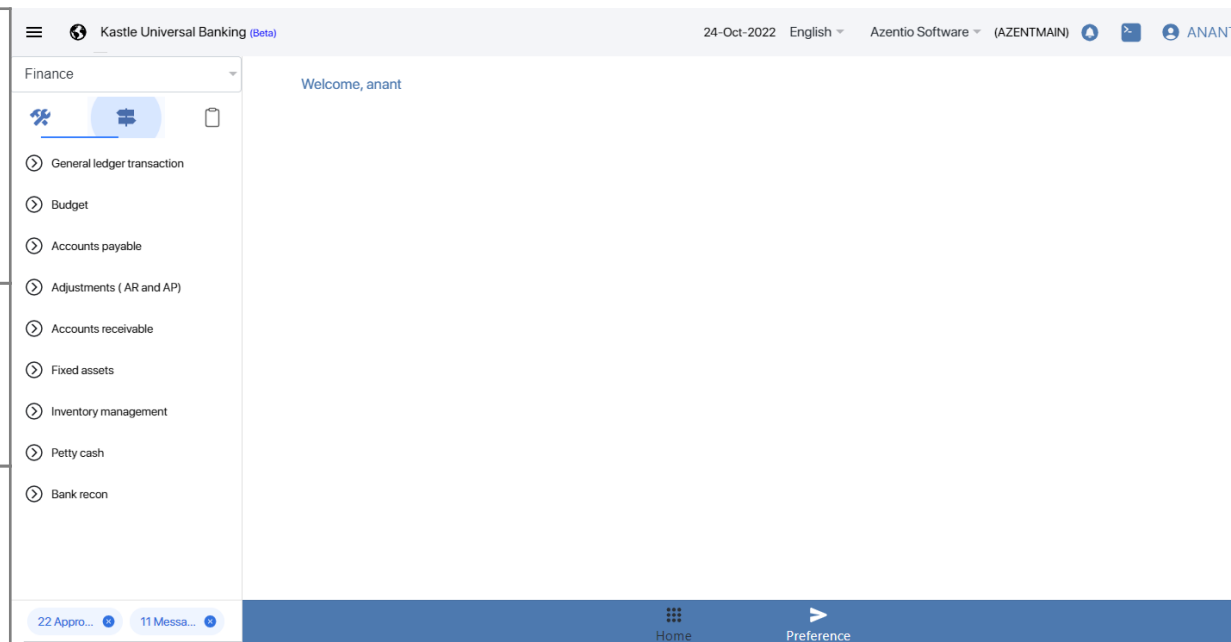 Kastle Universal Banking (Beta)
24-Oct-2022 English Azentio Software (AZENTMAIN) ANANT
Finance
Welcome, anant
General ledger transaction
Budget
Accounts payable
Adjustments ( AR and AP)
Accounts receivable
Fixed assets
Inventory management
Petty cash
Bank recon
22 Appro... 11 Messa...
Home Preference